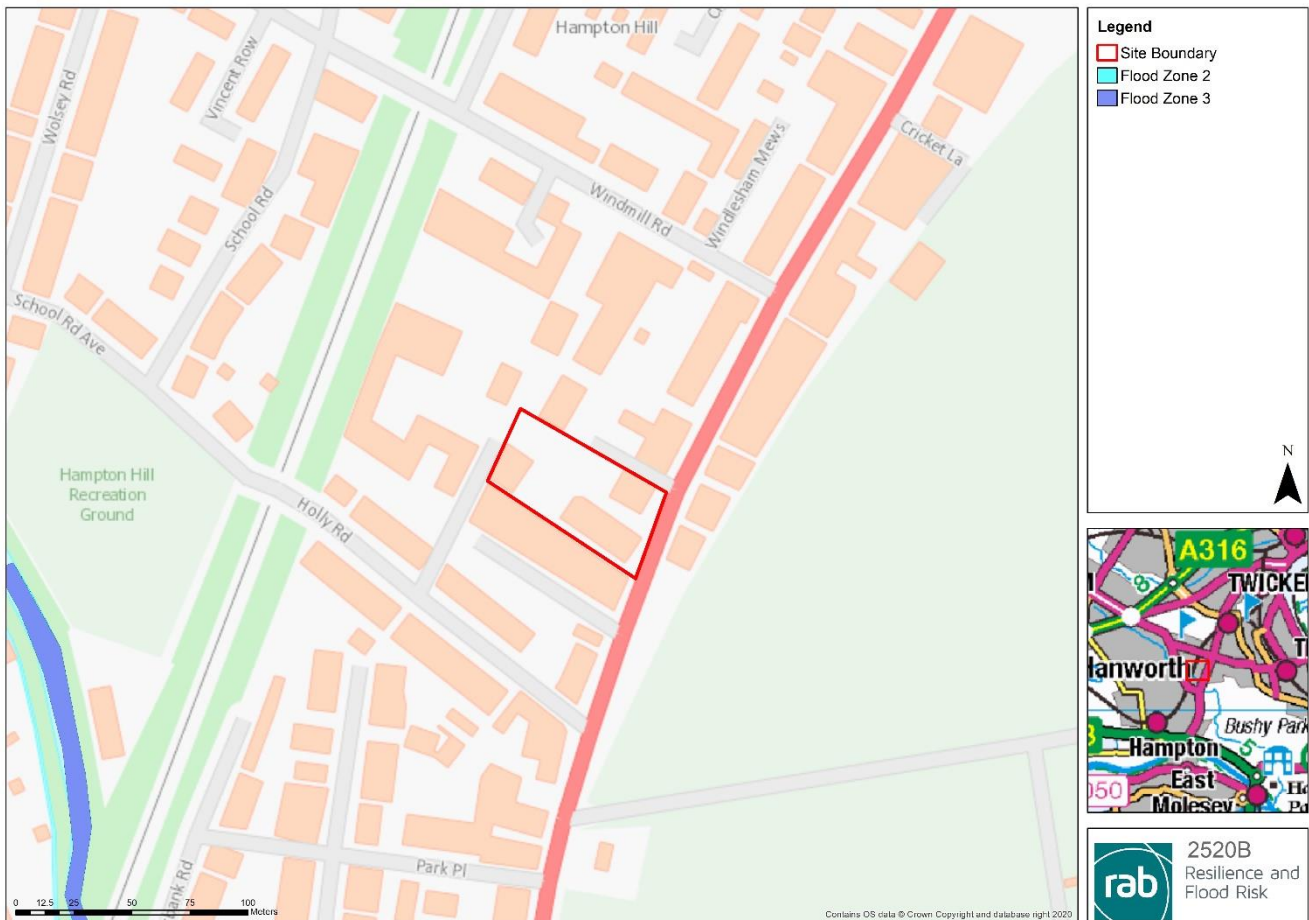 Hampton Hill
Wolsey Rd
Vincent Row
School Rd
Windmill Rd
Windlesham Mews
Cricket La
School Rd Ave
Hampton Hill
Recreation
Ground
Holly Rd
Park Pl
0 12.5 25 50 75 100
Meters
Contains OS data © Crown Copyright and database right 2020
Legend
Site Boundary
Flood Zone 2
Flood Zone 3
N
A316
8
Hampton
Bushy Park
5
East
Molesey
rab
2520B
Resilience and
Flood Risk